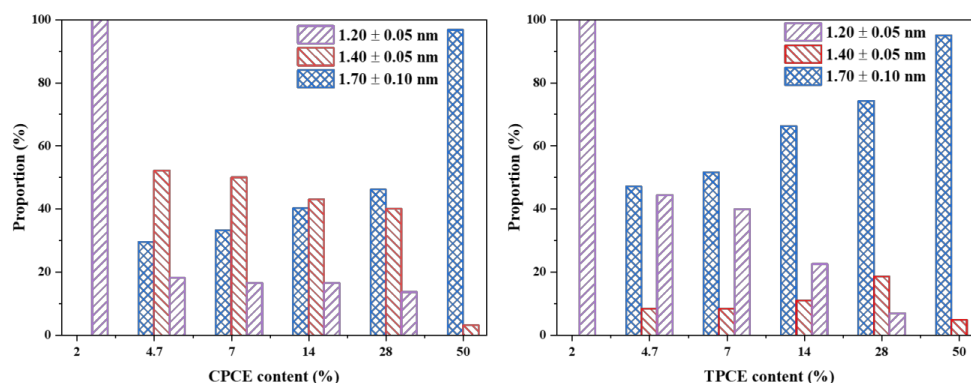 100
80
60
40
20
0
Proportion (%)
1.20 ± 0.05 nm
1.40 ± 0.05 nm
1.70 ± 0.10 nm
2 4.7 7 14 28 50
CPCE content (%)
100
80
60
40
20
0
Proportion (%)
1.20 ± 0.05 nm
1.40 ± 0.05 nm
1.70 ± 0.10 nm
2 4.7 7 14 28 50
TPCE content (%)